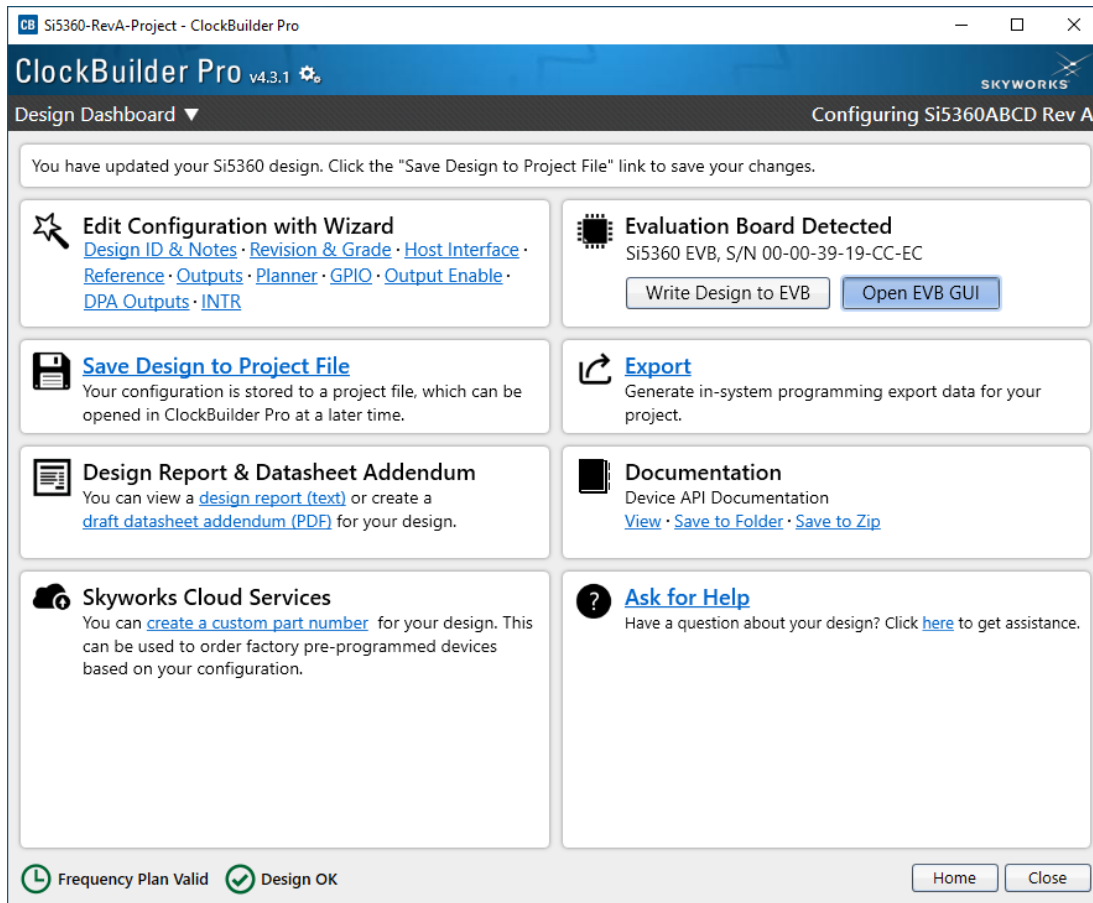 CB Si5360-RevA-Project - ClockBuilder Pro
ClockBuilder Pro v4.3.1
SKYWORKS
Design Dashboard ▼
Configuring Si5360ABCD Rev A
You have updated your Si5360 design. Click the "Save Design to Project File" link to save your changes.
Edit Configuration with Wizard
Design ID & Notes · Revision & Grade · Host Interface ·
Reference · Outputs · Planner · GPIO · Output Enable ·
DPA Outputs · INTR
Evaluation Board Detected
Si5360 EVB, S/N 00-00-39-19-CC-EC
Write Design to EVB
Open EVB GUI
Save Design to Project File
Your configuration is stored to a project file, which can be
opened in ClockBuilder Pro at a later time.
Export
Generate in-system programming export data for your
project.
Design Report & Datasheet Addendum
You can view a design report (text) or create a
draft datasheet addendum (PDF) for your design.
Documentation
Device API Documentation
View · Save to Folder · Save to Zip
Skyworks Cloud Services
You can create a custom part number for your design. This
can be used to order factory pre-programmed devices
based on your configuration.
?
Ask for Help
Have a question about your design? Click here to get assistance.
Frequency Plan Valid
Design OK
Home
Close